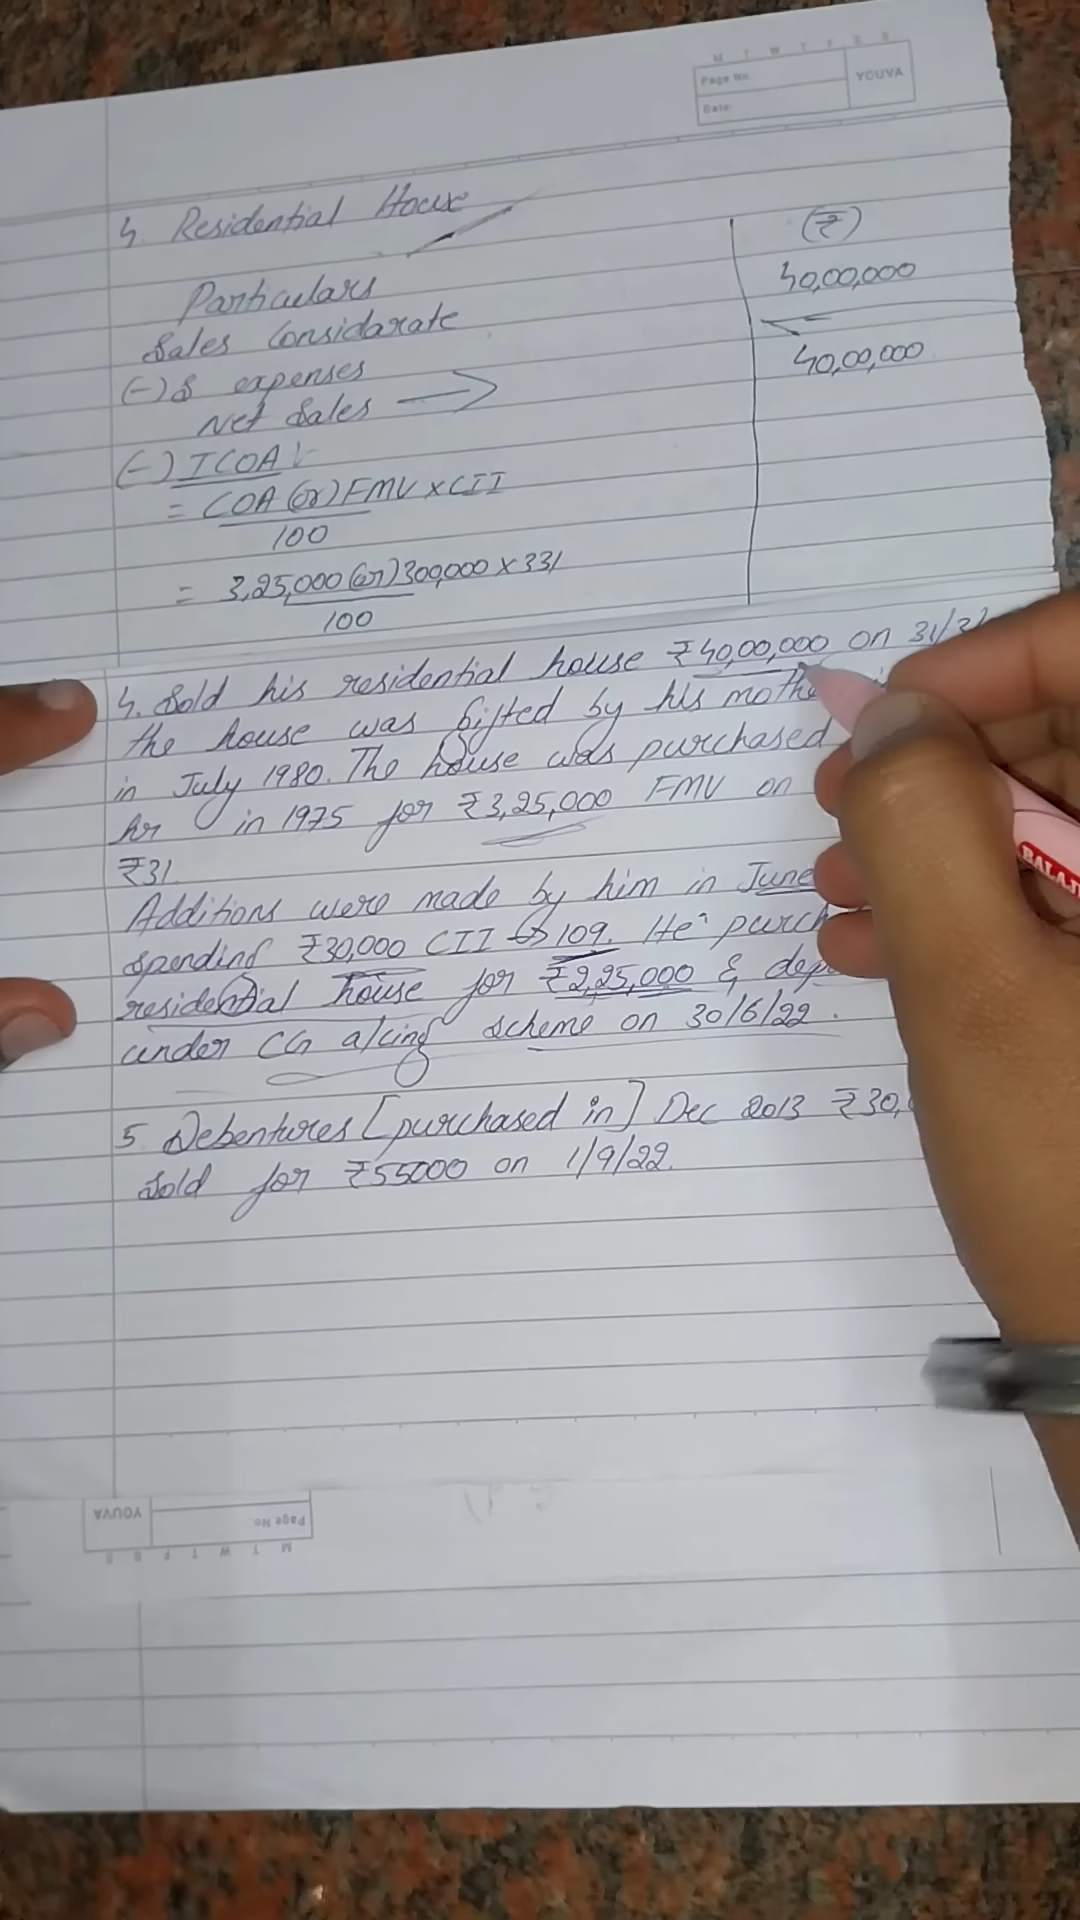 M T W T F S S
Page No:
YOUVA
Date:
4. Residential House
(₹)
Particulars
40,00,000
Sales Considarate
(-) S expenses
Net Sales
40,00,000
(-) ICOA:
= COA (or) FMV x CII
100
= 3,25,000 (or) 300,000 x 331
100
4. Sold his residential house ₹40,00,000 on 31/3/
the house was gifted by his mothe
in July 1980. The house was purchased
hr in 1975 for ₹3,25,000 FMV on
₹31
Additions were made by him in June
spending ₹30,000 CII ↔ 109. He purch
residential house for ₹2,25,000 & dep
under CG a/cing scheme on 30/6/22.
5. Debentures [purchased in] Dec 2013 ₹30,
sold for ₹55000 on 1/9/22.
BALAJI
YOUVA
Page No
M T W T F S S